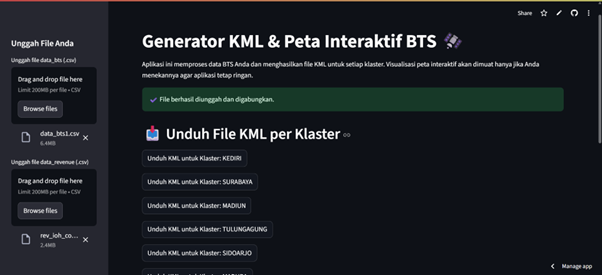 Share
Unggah File Anda
Unggah file data_bts (.csv)
Drag and drop file here
Limit 200MB per file • CSV
Browse files
data_bts1.csv
6.4MB
Unggah file data_revenue (.csv)
Drag and drop file here
Limit 200MB per file • CSV
Browse files
rev_ioh_co...
2.4MB
Generator KML & Peta Interaktif BTS
Aplikasi ini memproses data BTS Anda dan menghasilkan file KML untuk setiap klaster. Visualisasi peta interaktif akan dimuat hanya jika Anda
menekannya agar aplikasi tetap ringan.
File berhasil diunggah dan digabungkan.
Unduh File KML per Klaster
Unduh KML untuk Klaster: KEDIRI
Unduh KML untuk Klaster: SURABAYA
Unduh KML untuk Klaster: MADIUN
Unduh KML untuk Klaster: TULUNGAGUNG
Unduh KML untuk Klaster: SIDOARJO
Manage app